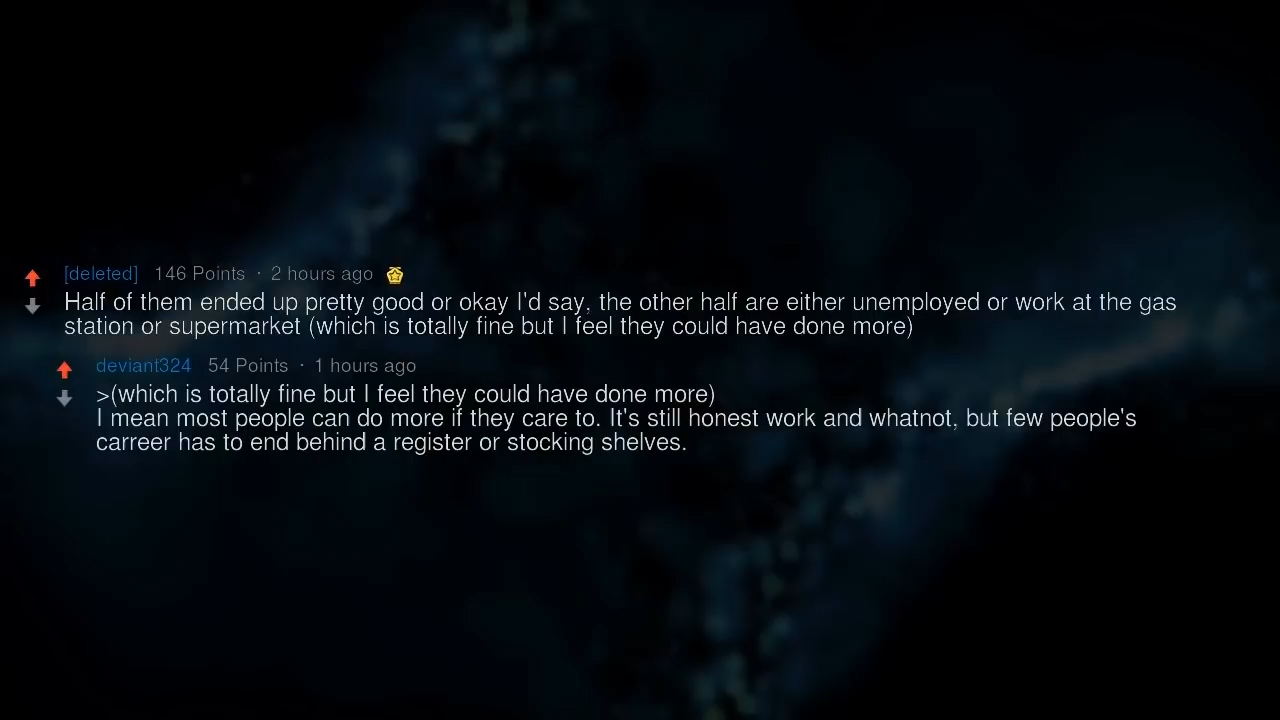 [deleted] 146 Points · 2 hours ago
Half of them ended up pretty good or okay I'd say, the other half are either unemployed or work at the gas
station or supermarket (which is totally fine but I feel they could have done more)
deviant324 54 Points · 1 hours ago
>(which is totally fine but I feel they could have done more)
I mean most people can do more if they care to. It's still honest work and whatnot, but few people's
carreer has to end behind a register or stocking shelves.